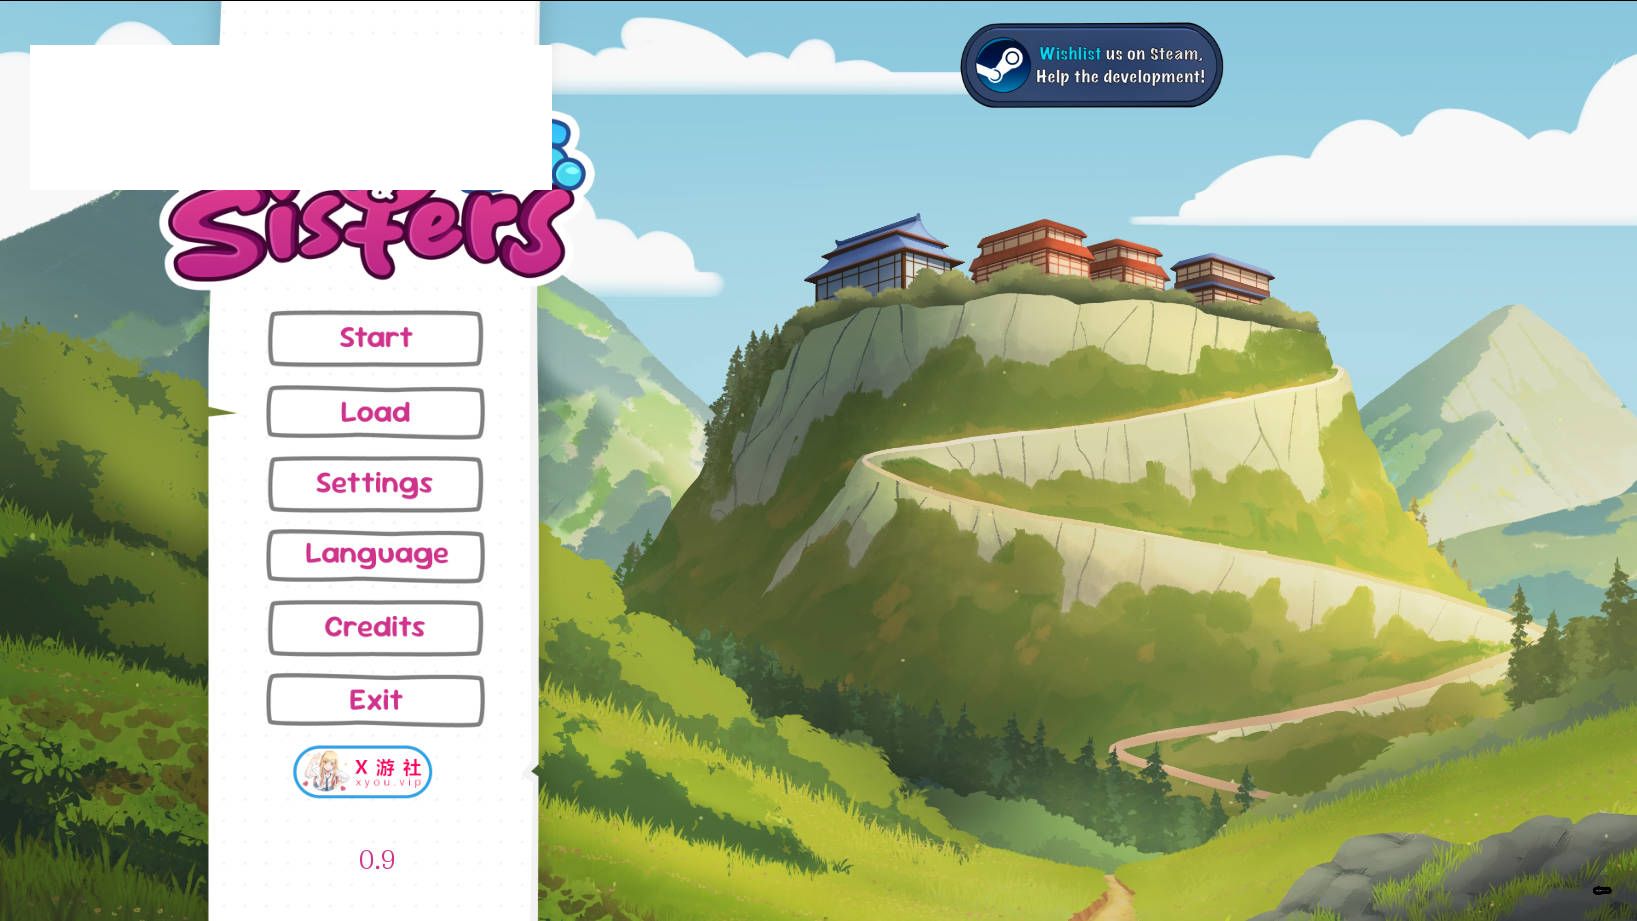 Wishlist us on Steam,
Help the development!
&
Sisters
Start
Load
Settings
Language
Credits
Exit
X 游 社
xyou.vip
0.9